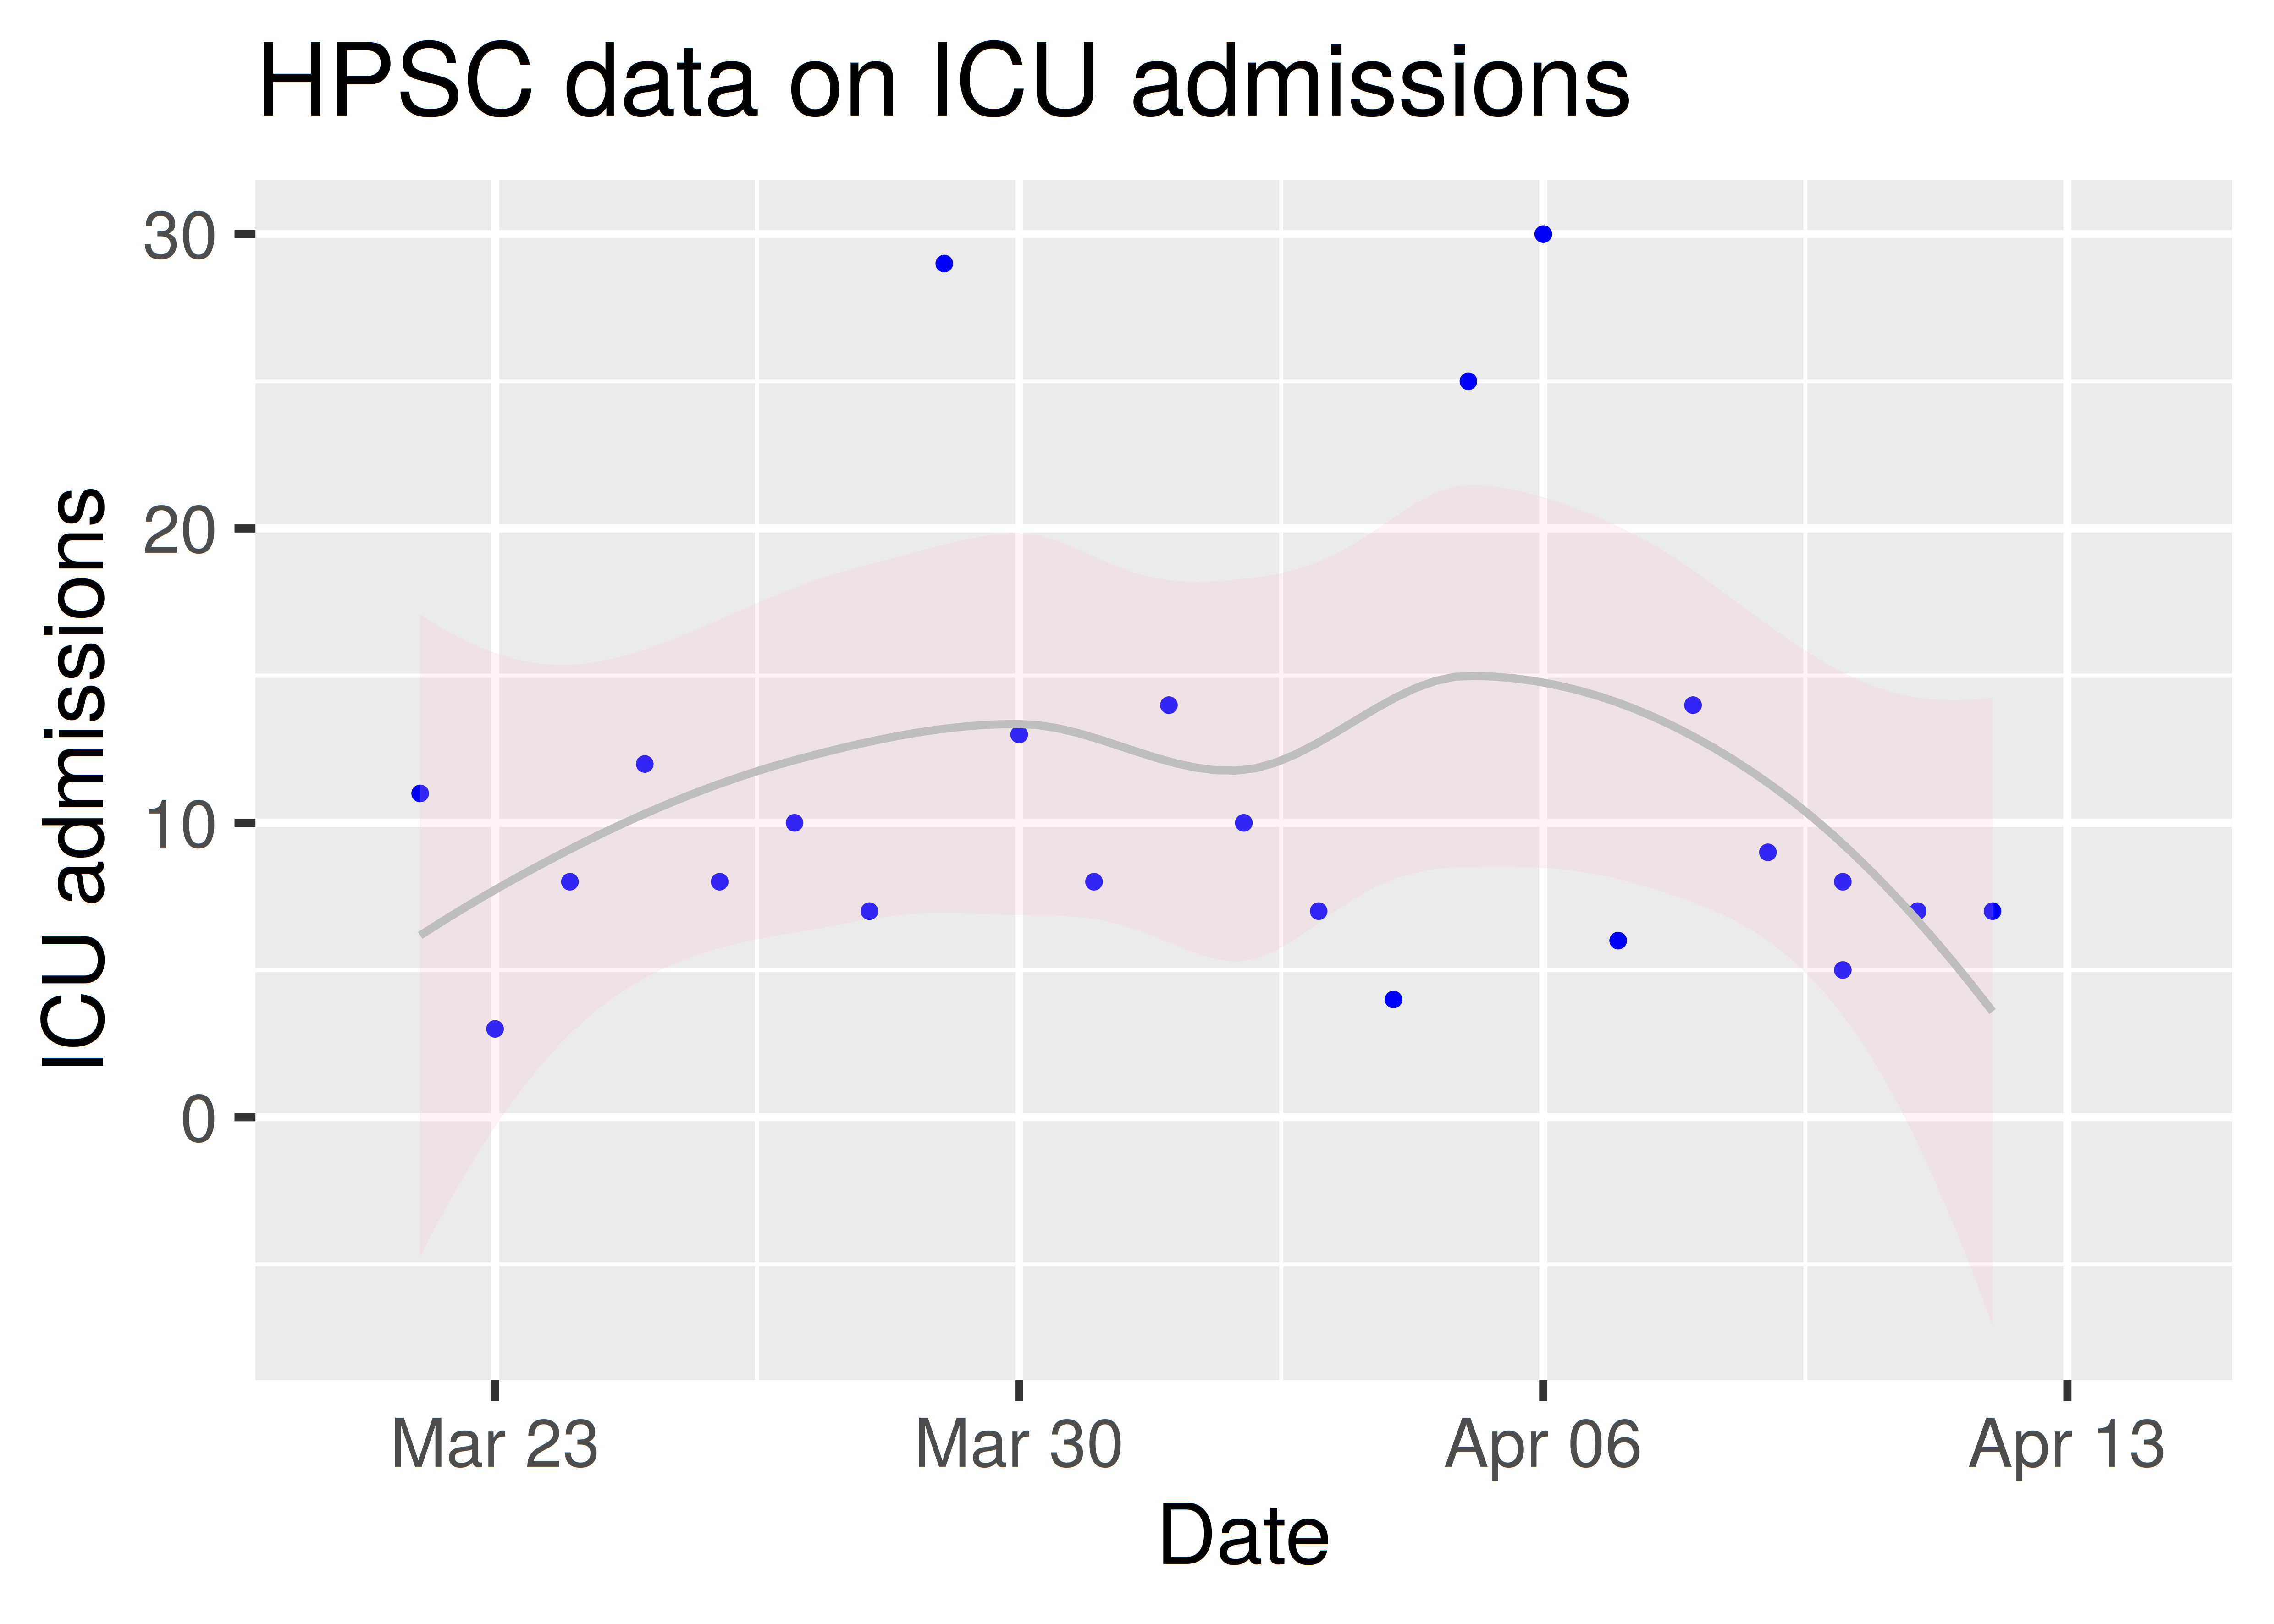 HPSC data on ICU admissions
30
20
10
0
ICU admissions
Mar 23 Mar 30 Apr 06 Apr 13
Date